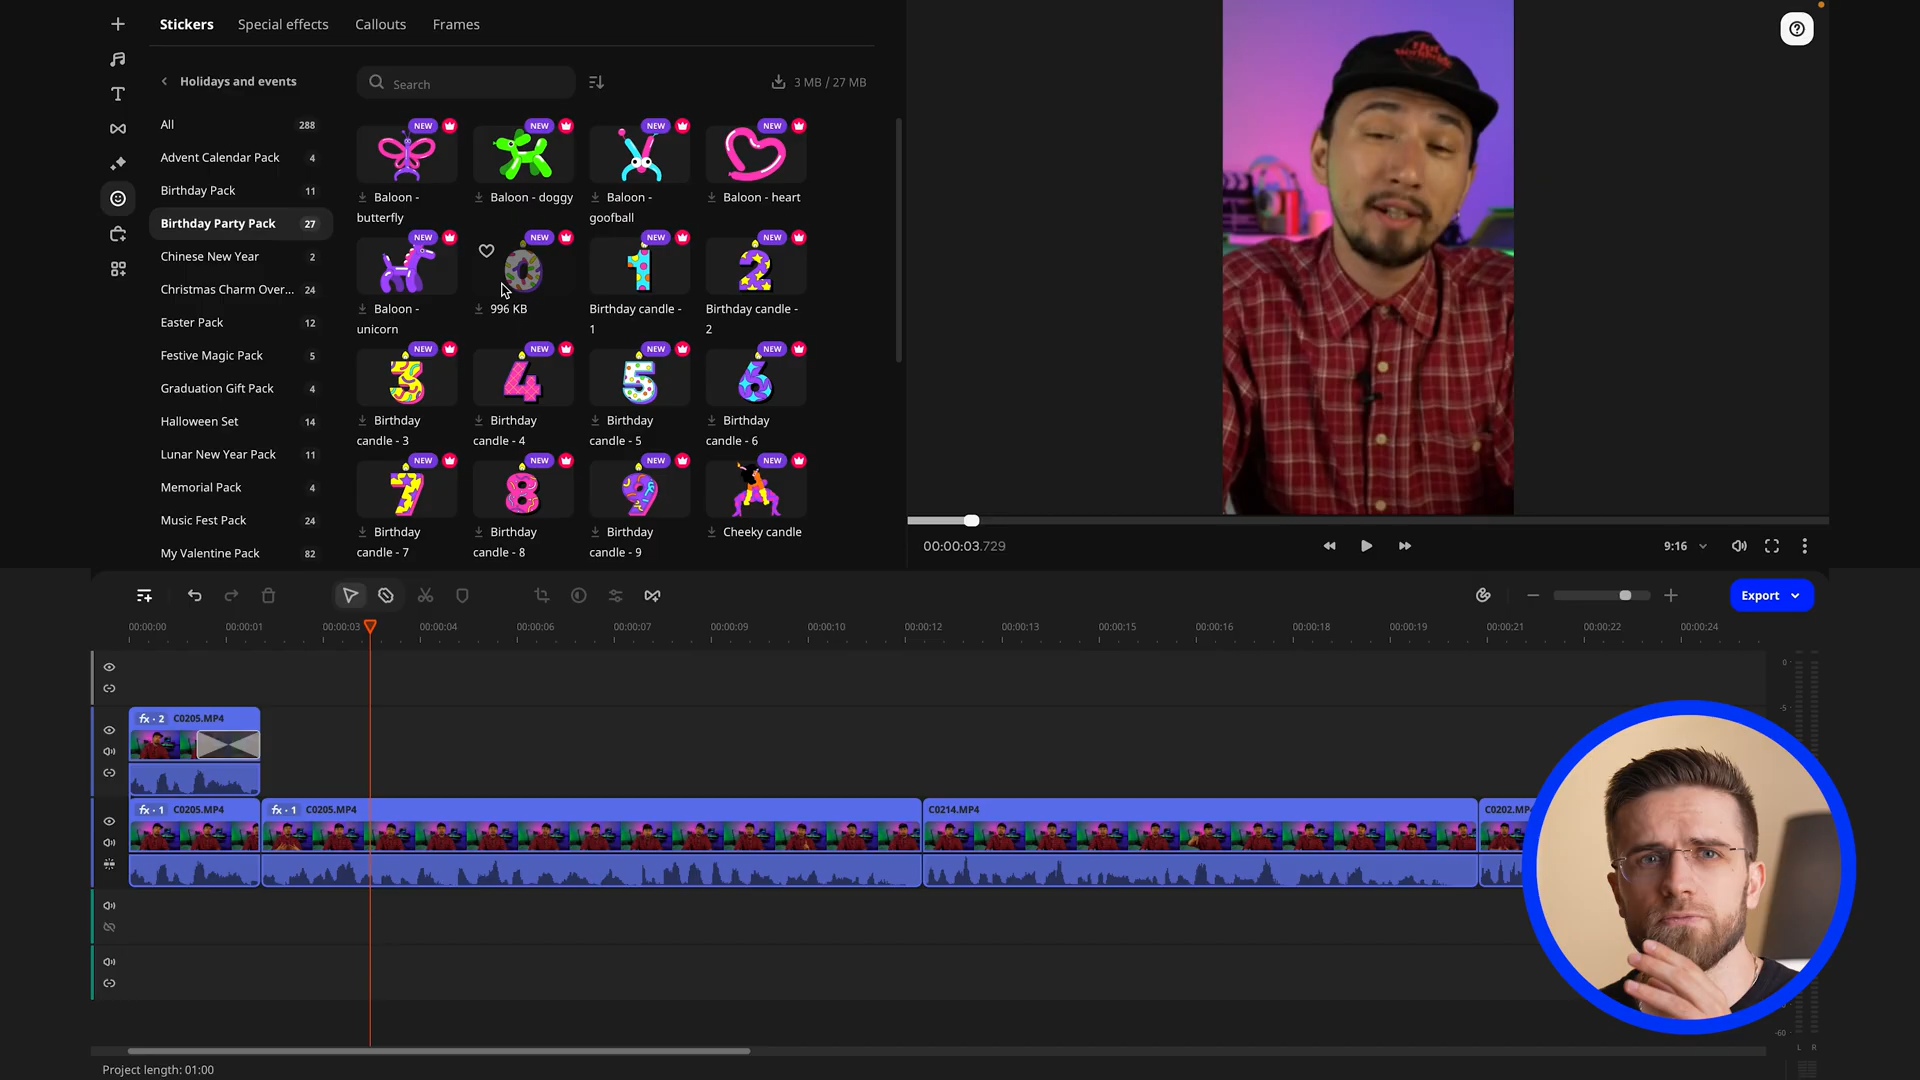 Stickers Special effects Callouts Frames
Holidays and events
Search
3 MB / 27 MB
All 288
Advent Calendar Pack 4
Birthday Pack 11
Birthday Party Pack 27
Chinese New Year 2
Christmas Charm Over... 24
Easter Pack 12
Festive Magic Pack 5
Graduation Gift Pack 4
Halloween Set 14
Lunar New Year Pack 11
Memorial Pack 4
Music Fest Pack 24
My Valentine Pack 82
NEW NEW NEW NEW
Baloon - butterfly
Baloon - doggy
Baloon - goofball
Baloon - heart
NEW NEW NEW NEW
Baloon - unicorn
996 KB
Birthday candle - 1
Birthday candle - 2
NEW NEW NEW NEW
Birthday candle - 3
Birthday candle - 4
Birthday candle - 5
Birthday candle - 6
NEW NEW NEW NEW
Birthday candle - 7
Birthday candle - 8
Birthday candle - 9
Cheeky candle
00:00:03.729
9:16
Export
00:00:00 00:00:01 00:00:03 00:00:04 00:00:06 00:00:07 00:00:09 00:00:10 00:00:12 00:00:13 00:00:15 00:00:16 00:00:18 00:00:19 00:00:21 00:00:22 00:00:24
fx · 2 C0205.MP4
fx · 1 C0205.MP4
fx · 1 C0205.MP4
C0214.MP4
C0202.MP4
0
-5
-60
L R
Project length: 01:00